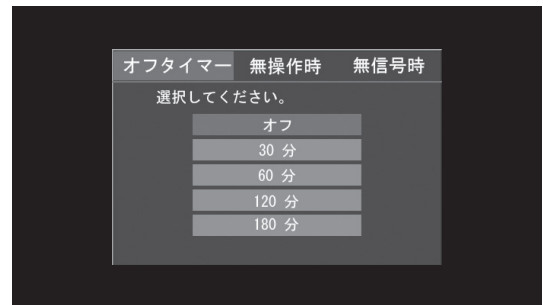 オフタイマー 無操作時 無信号時
選択してください。
オフ
30 分
60 分
120 分
180 分